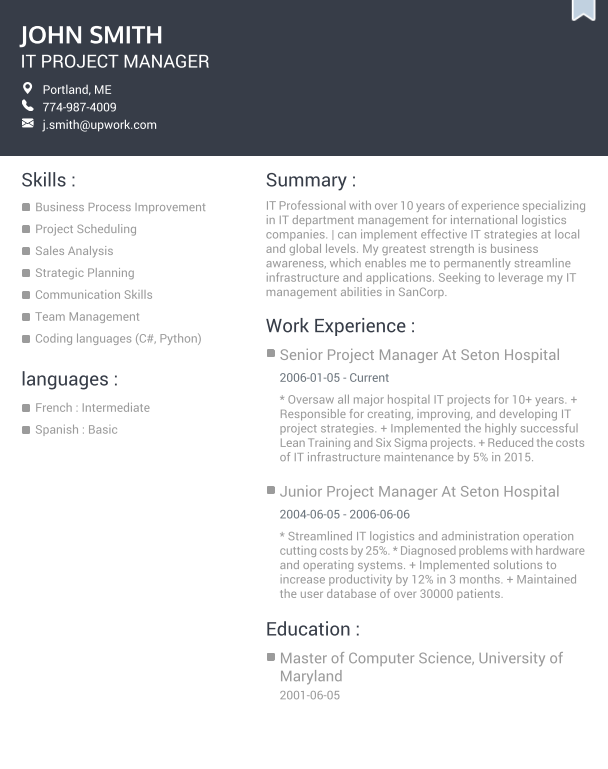 JOHN SMITH
IT PROJECT MANAGER
Portland, ME
774-987-4009
j.smith@upwork.com
Skills :
Business Process Improvement
Project Scheduling
Sales Analysis
Strategic Planning
Communication Skills
Team Management
Coding languages (C#, Python)
languages :
French : Intermediate
Spanish : Basic
Summary :
IT Professional with over 10 years of experience specializing
in IT department management for international logistics
companies. | can implement effective IT strategies at local
and global levels. My greatest strength is business
awareness, which enables me to permanently streamline
infrastructure and applications. Seeking to leverage my IT
management abilities in SanCorp.
Work Experience :
Senior Project Manager At Seton Hospital
2006-01-05 - Current
* Oversaw all major hospital IT projects for 10+ years. +
Responsible for creating, improving, and developing IT
project strategies. + Implemented the highly successful
Lean Training and Six Sigma projects. + Reduced the costs
of IT infrastructure maintenance by 5% in 2015.
Junior Project Manager At Seton Hospital
2004-06-05 - 2006-06-06
* Streamlined IT logistics and administration operation
cutting costs by 25%. * Diagnosed problems with hardware
and operating systems. + Implemented solutions to
increase productivity by 12% in 3 months. + Maintained
the user database of over 30000 patients.
Education :
Master of Computer Science, University of
Maryland
2001-06-05